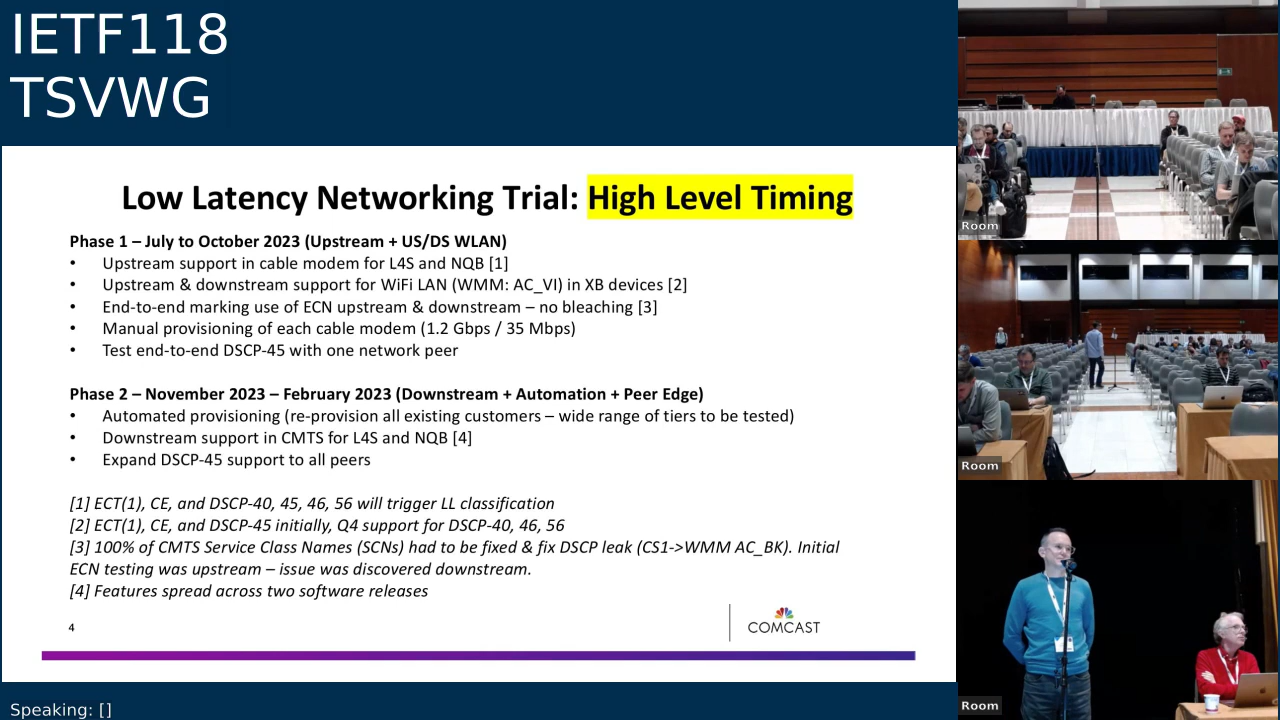 IETF118
TSVWG
Low Latency Networking Trial: High Level Timing
Phase 1 – July to October 2023 (Upstream + US/DS WLAN)
• Upstream support in cable modem for L4S and NQB [1]
• Upstream & downstream support for WiFi LAN (WMM: AC_VI) in XB devices [2]
• End-to-end marking use of ECN upstream & downstream – no bleaching [3]
• Manual provisioning of each cable modem (1.2 Gbps / 35 Mbps)
• Test end-to-end DSCP-45 with one network peer
Phase 2 – November 2023 – February 2023 (Downstream + Automation + Peer Edge)
• Automated provisioning (re-provision all existing customers – wide range of tiers to be tested)
• Downstream support in CMTS for L4S and NQB [4]
• Expand DSCP-45 support to all peers
[1] ECT(1), CE, and DSCP-40, 45, 46, 56 will trigger LL classification
[2] ECT(1), CE, and DSCP-45 initially, Q4 support for DSCP-40, 46, 56
[3] 100% of CMTS Service Class Names (SCNs) had to be fixed & fix DSCP leak (CS1->WMM AC_BK). Initial
ECN testing was upstream – issue was discovered downstream.
[4] Features spread across two software releases
4
COMCAST
Speaking: []
Room
Room
Room